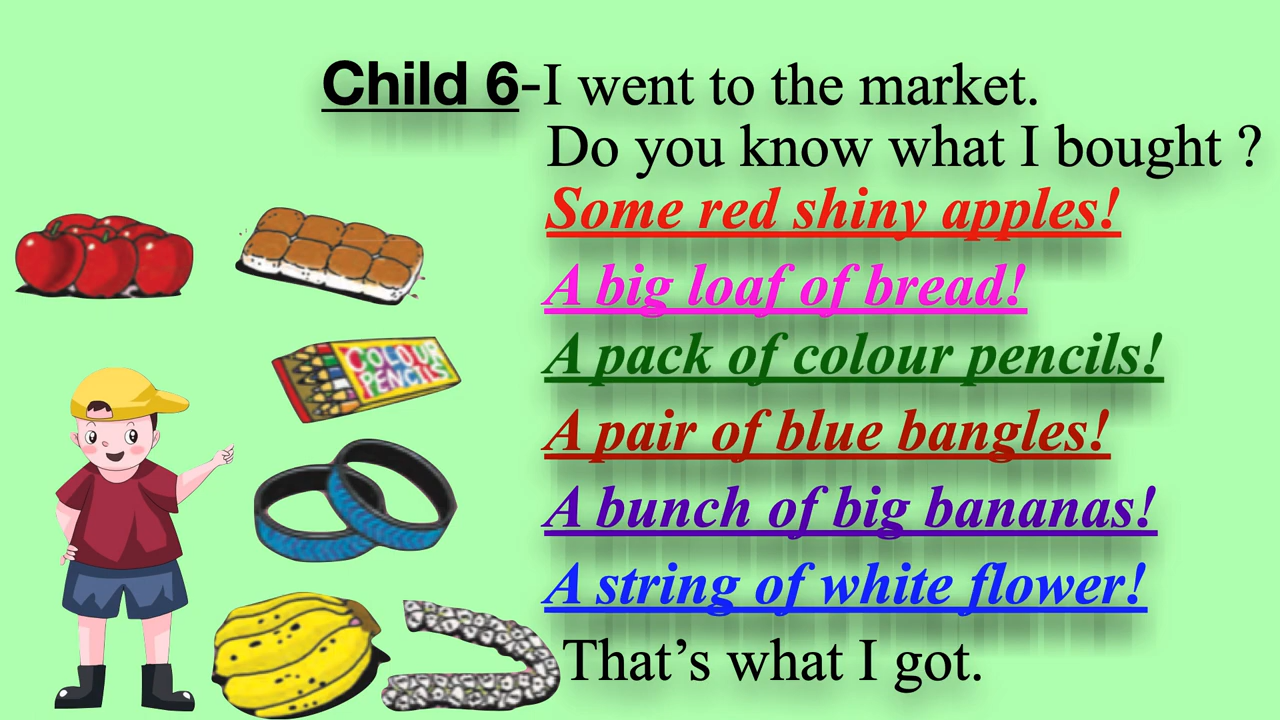 Child 6-I went to the market.
Do you know what I bought ?
Some red shiny apples!
A big loaf of bread!
COLOUR
PENCILS
A pack of colour pencils!
A pair of blue bangles!
A bunch of big bananas!
A string of white flower!
That’s what I got.